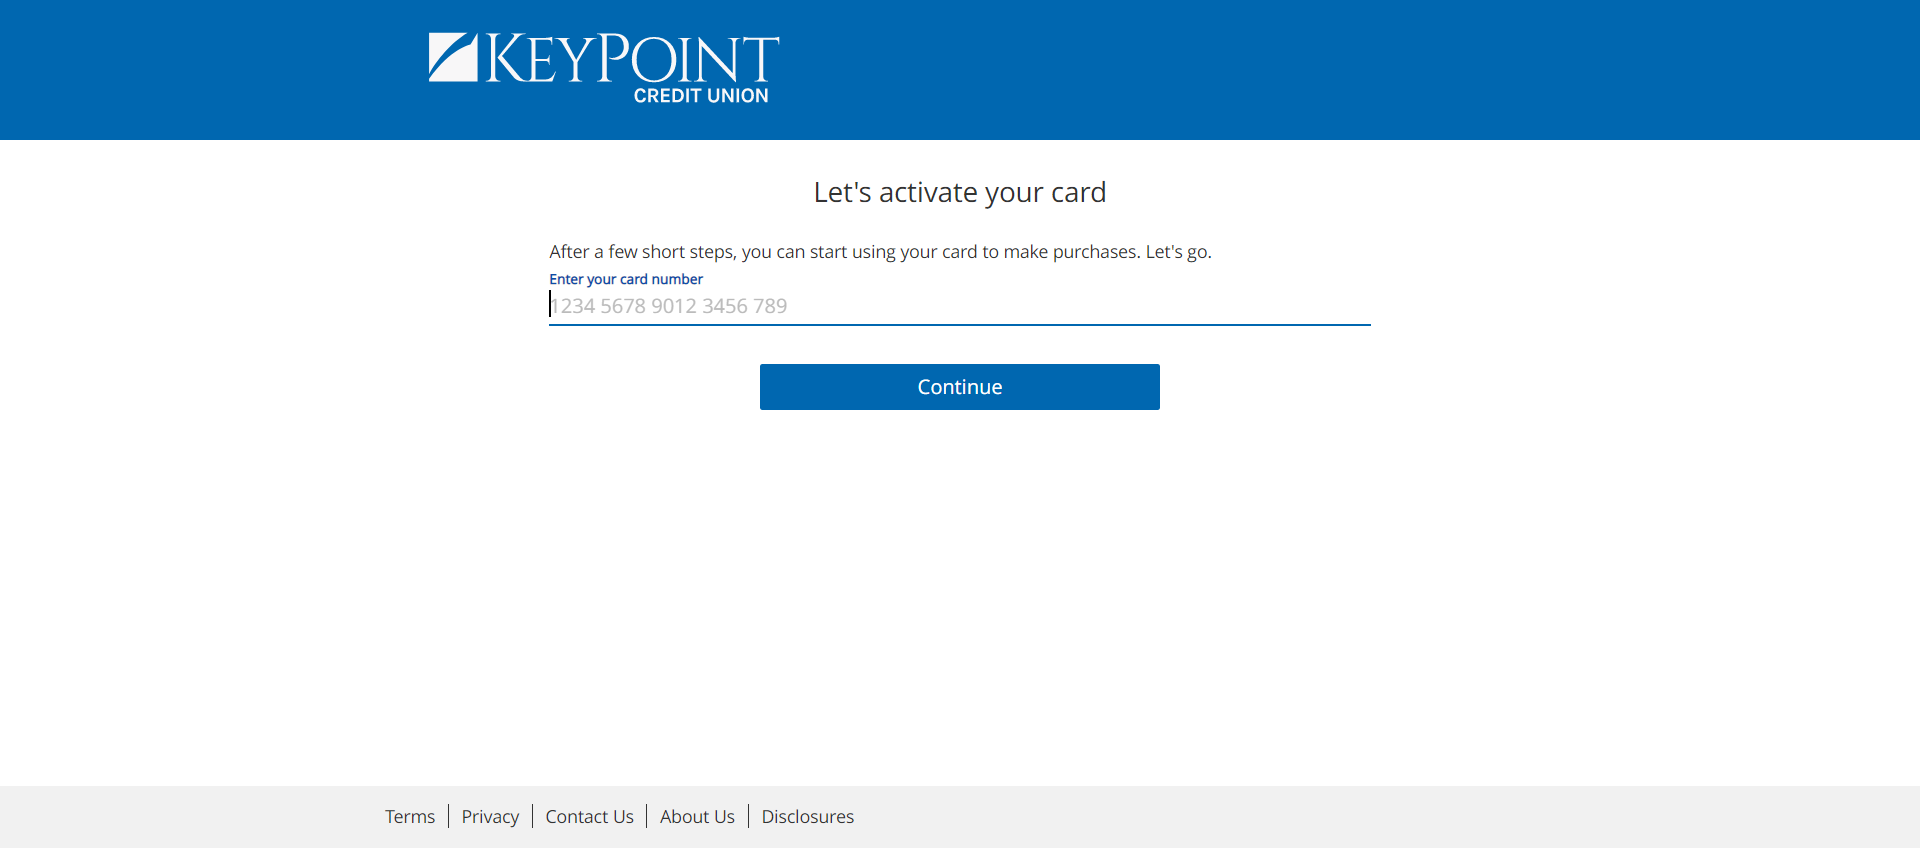 KEYPOINT
CREDIT UNION
Let's activate your card
After a few short steps, you can start using your card to make purchases. Let's go.
Enter your card number
1234 5678 9012 3456 789
Continue
Terms
Privacy
Contact Us
About Us
Disclosures